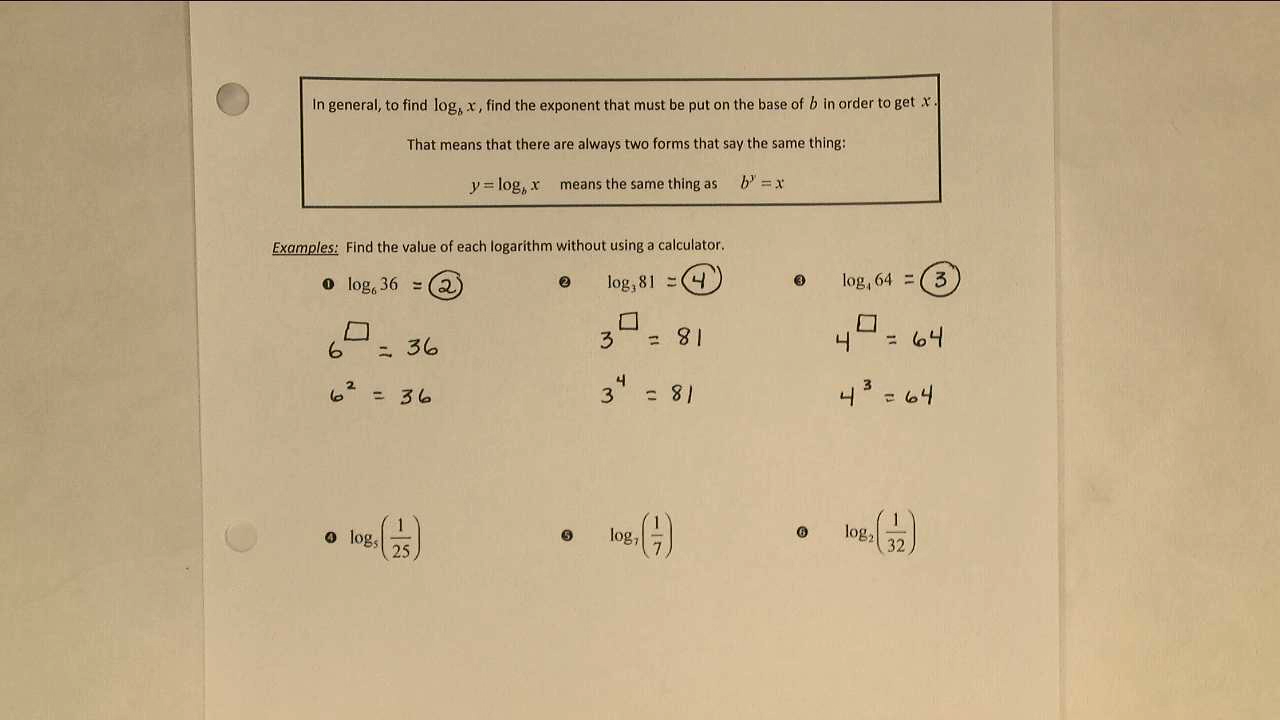 In general, to find log_b x, find the exponent that must be put on the base of b in order to get x.
That means that there are always two forms that say the same thing:
y = log_b x means the same thing as b^y = x
Examples: Find the value of each logarithm without using a calculator.
❶ log_6 36 = 2 ❷ log_3 81 = 4 ❸ log_4 64 = 3
6^□ = 36 3^□ = 81 4^□ = 64
6^2 = 36 3^4 = 81 4^3 = 64
❹ log_5(1/25) ❺ log_7(1/7) ❻ log_2(1/32)